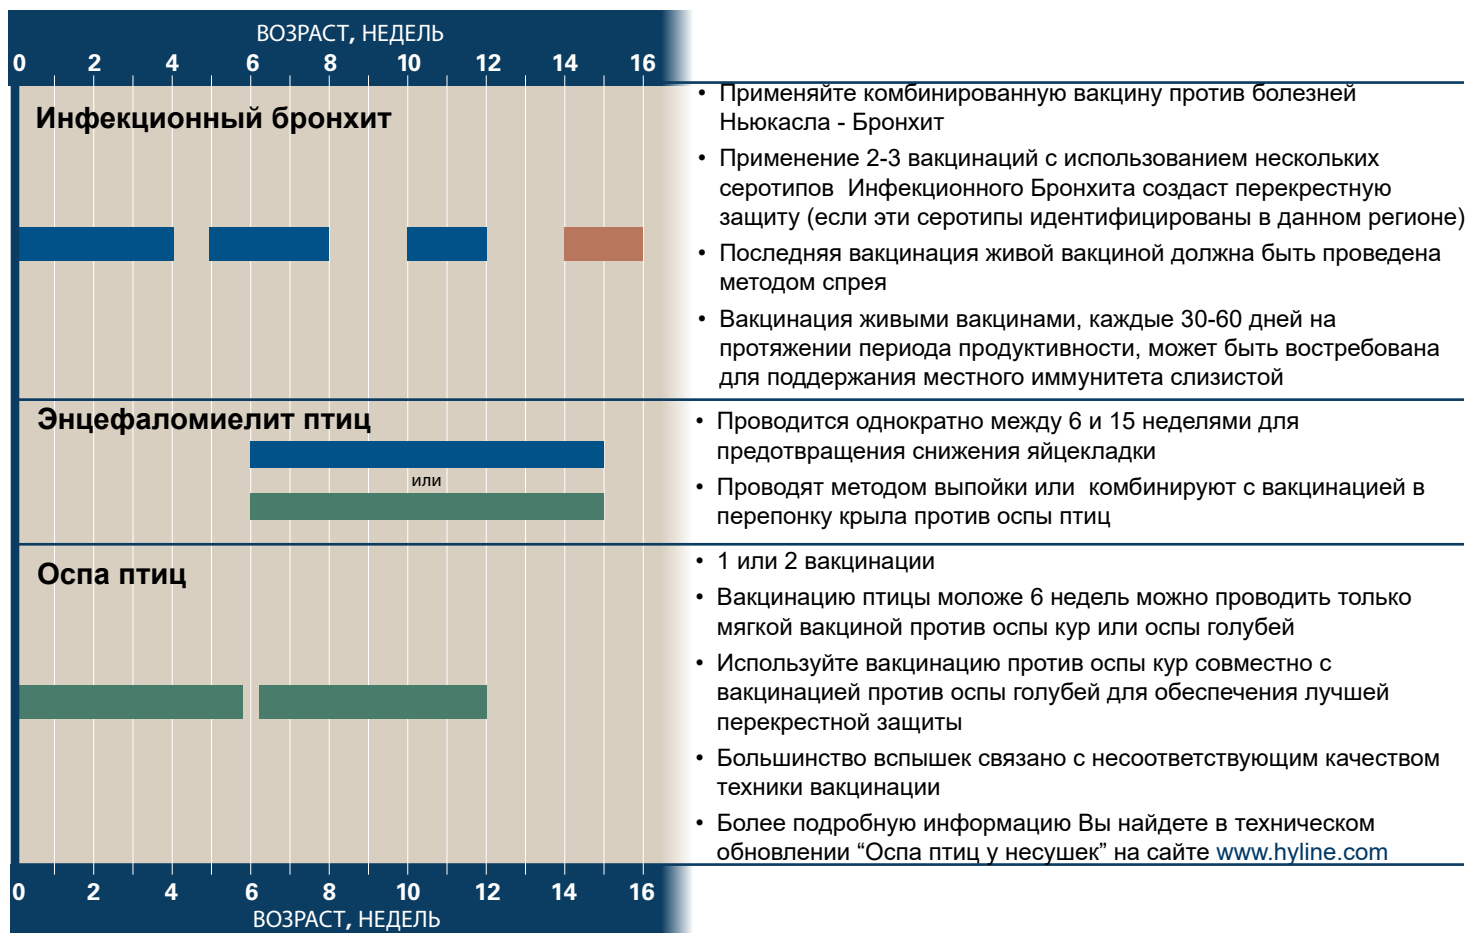 ВОЗРАСТ, НЕДЕЛЬ
0 2 4 6 8 10 12 14 16
Инфекционный бронхит
• Применяйте комбинированную вакцину против болезней
Ньюкасла - Бронхит
• Применение 2-3 вакцинаций с использованием нескольких
серотипов Инфекционного Бронхита создаст перекрестную
защиту (если эти серотипы идентифицированы в данном регионе)
• Последняя вакцинация живой вакциной должна быть проведена
методом спрея
• Вакцинация живыми вакцинами, каждые 30-60 дней на
протяжении периода продуктивности, может быть востребована
для поддержания местного иммунитета слизистой
Энцефаломиелит птиц
или
• Проводится однократно между 6 и 15 неделями для
предотвращения снижения яйцекладки
• Проводят методом выпойки или комбинируют с вакцинацией в
перепонку крыла против оспы птиц
Оспа птиц
• 1 или 2 вакцинации
• Вакцинацию птицы моложе 6 недель можно проводить только
мягкой вакциной против оспы кур или оспы голубей
• Используйте вакцинацию против оспы кур совместно с
вакцинацией против оспы голубей для обеспечения лучшей
перекрестной защиты
• Большинство вспышек связано с несоответствующим качеством
техники вакцинации
• Более подробную информацию Вы найдете в техническом
обновлении “Оспа птиц у несушек” на сайте www.hyline.com
0 2 4 6 8 10 12 14 16
ВОЗРАСТ, НЕДЕЛЬ